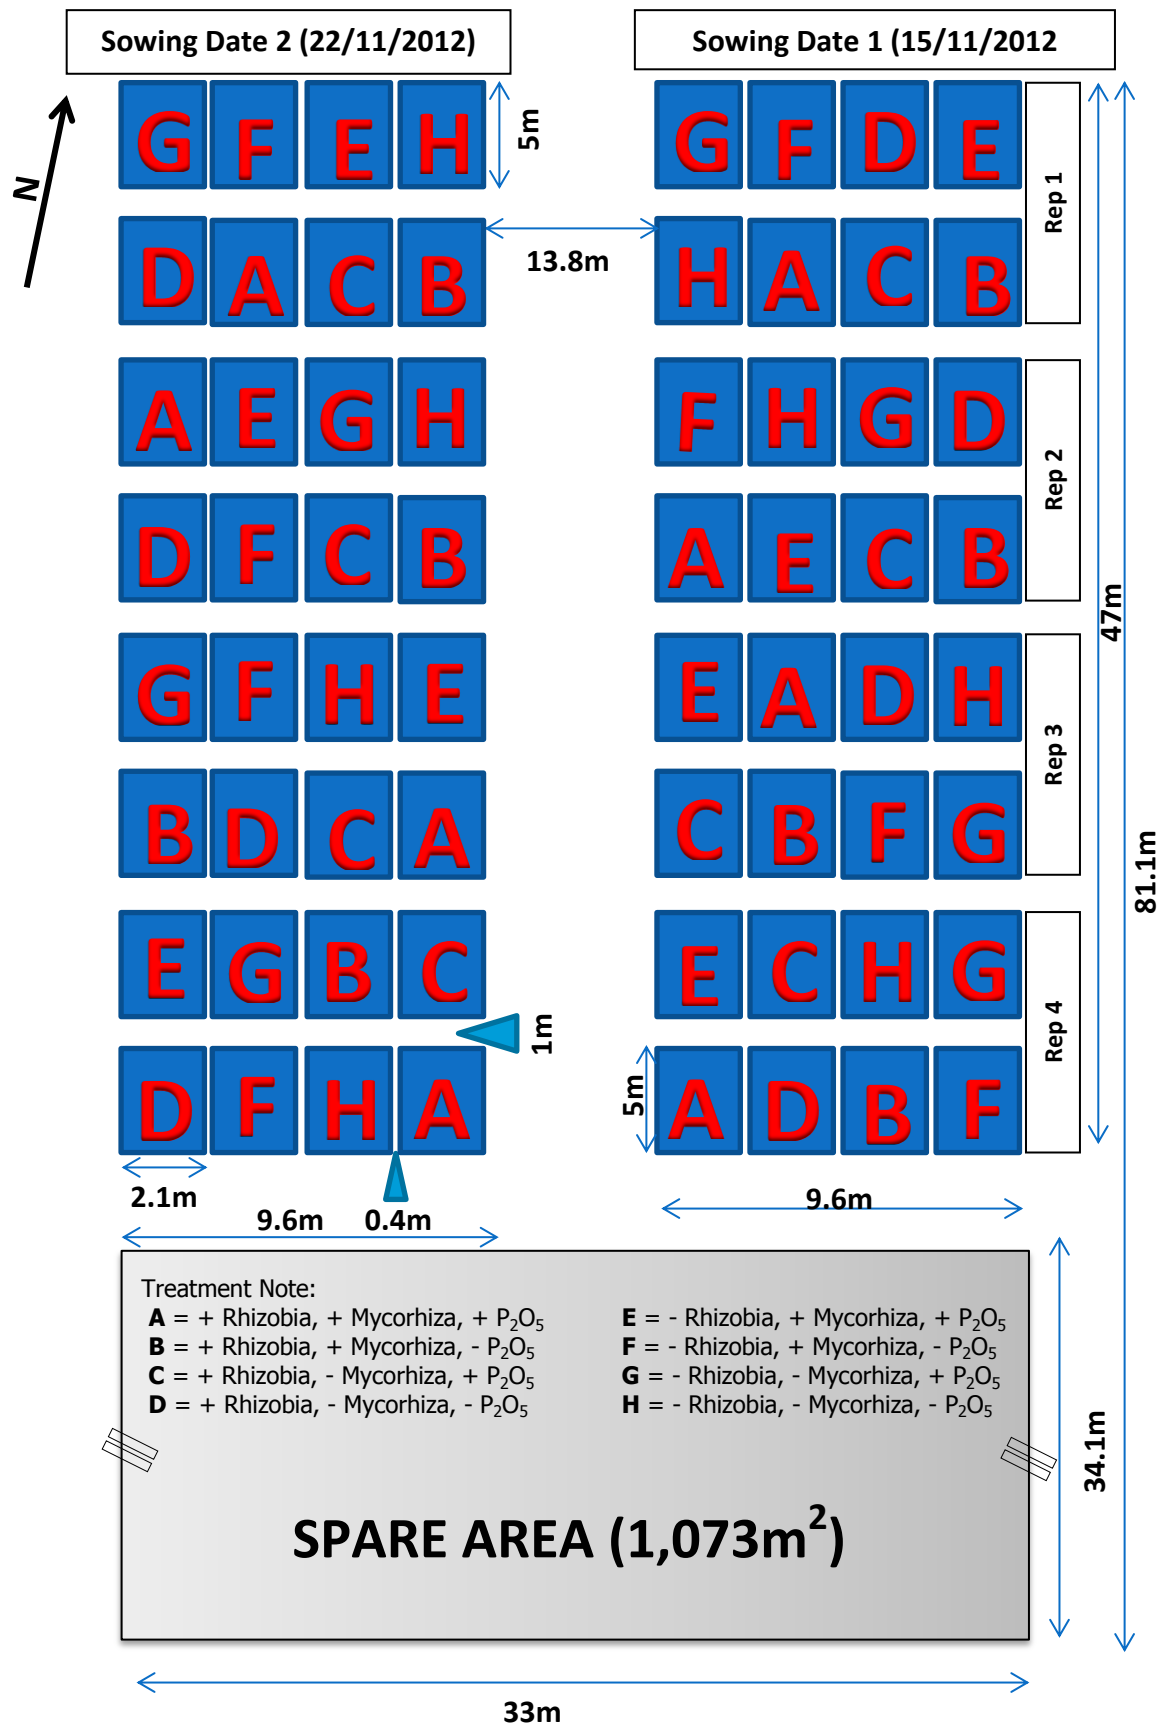 Sowing Date 2 (22/11/2012)
Sowing Date 1 (15/11/2012
N
G F E H
5m
G F D E
Rep 1
D A C B
13.8m
H A C B
A E G H
F H G D
Rep 2
D F C B
A E C B
47m
G F H E
E A D H
Rep 3
B D C A
C B F G
81.1m
E G B C
E C H G
1m
Rep 4
D F H A
5m
A D B F
2.1m
9.6m
0.4m
9.6m
Treatment Note:
A = + Rhizobia, + Mycorhiza, + P₂O₅
B = + Rhizobia, + Mycorhiza, - P₂O₅
C = + Rhizobia, - Mycorhiza, + P₂O₅
D = + Rhizobia, - Mycorhiza, - P₂O₅
E = - Rhizobia, + Mycorhiza, + P₂O₅
F = - Rhizobia, + Mycorhiza, - P₂O₅
G = - Rhizobia, - Mycorhiza, + P₂O₅
H = - Rhizobia, - Mycorhiza, - P₂O₅
34.1m
SPARE AREA (1,073m²)
33m